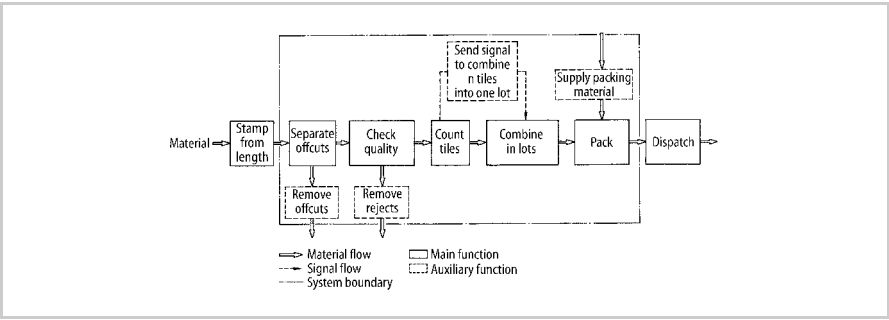 Send signal
to combine
n tiles
into one lot
Supply packing
material
Material
Stamp
from
length
Separate
offcuts
Check
quality
Count
tiles
Combine
in lots
Pack
Dispatch
Remove
offcuts
Remove
rejects
Material flow
Signal flow
System boundary
Main function
Auxiliary function